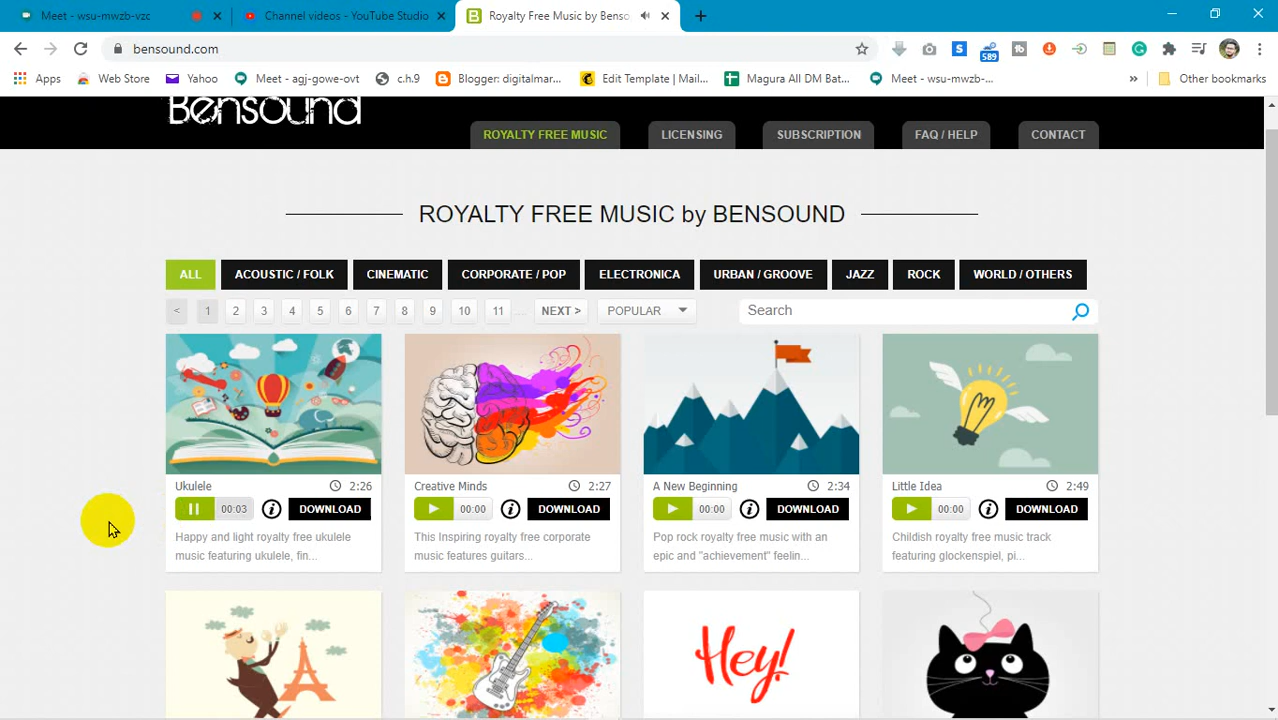 Meet - wsu-mwzb-vzc
Channel videos - YouTube Studio
Royalty Free Music by Benso
bensound.com
589
Apps
Web Store
Yahoo
Meet - agj-gowe-ovt
c.h.9
Blogger: digitalmar...
Edit Template | Mail...
Magura All DM Bat...
Meet - wsu-mwzb-...
»
Other bookmarks
Bensound
ROYALTY FREE MUSIC
LICENSING
SUBSCRIPTION
FAQ / HELP
CONTACT
ROYALTY FREE MUSIC by BENSOUND
ALL
ACOUSTIC / FOLK
CINEMATIC
CORPORATE / POP
ELECTRONICA
URBAN / GROOVE
JAZZ
ROCK
WORLD / OTHERS
< 1 2 3 4 5 6 7 8 9 10 11 ... NEXT >
POPULAR
Search
Ukulele 2:26
00:03 DOWNLOAD
Happy and light royalty free ukulele
music featuring ukulele, fin...
Creative Minds 2:27
00:00 DOWNLOAD
This Inspiring royalty free corporate
music features guitars...
A New Beginning 2:34
00:00 DOWNLOAD
Pop rock royalty free music with an
epic and "achievement" feelin...
Little Idea 2:49
00:00 DOWNLOAD
Childish royalty free music track
featuring glockenspiel, pi...
Hey!